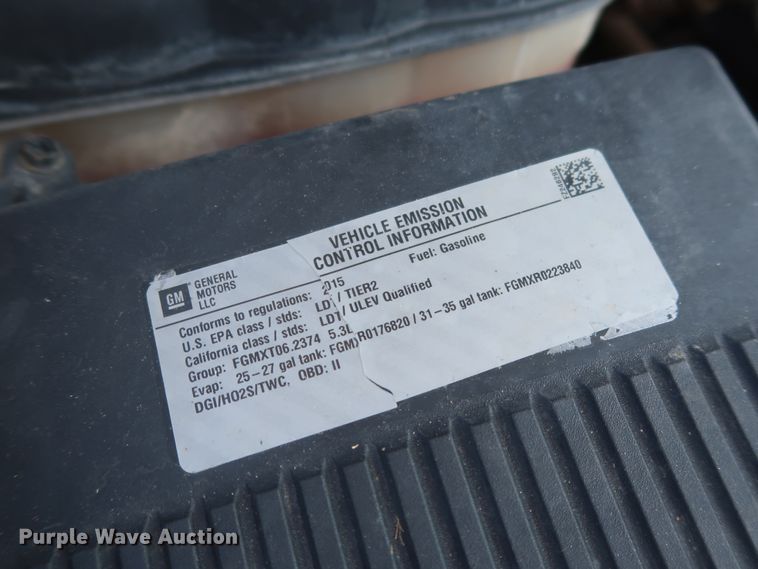 VEHICLE EMISSION
CONTROL INFORMATION
GM
GENERAL
MOTORS
LLC
Fuel: Gasoline
Conforms to regulations: 2015
U.S. EPA class / stds: LDT / TIER2
California class / stds: LDT / ULEV Qualified
Group: FGMXT06.2374 5.3L
Evap: 25-27 gal tank: FGMXR0176820 / 31-35 gal tank: FGMXR0223840
DGI/HO2S/TWC, OBD: II
Purple Wave Auction